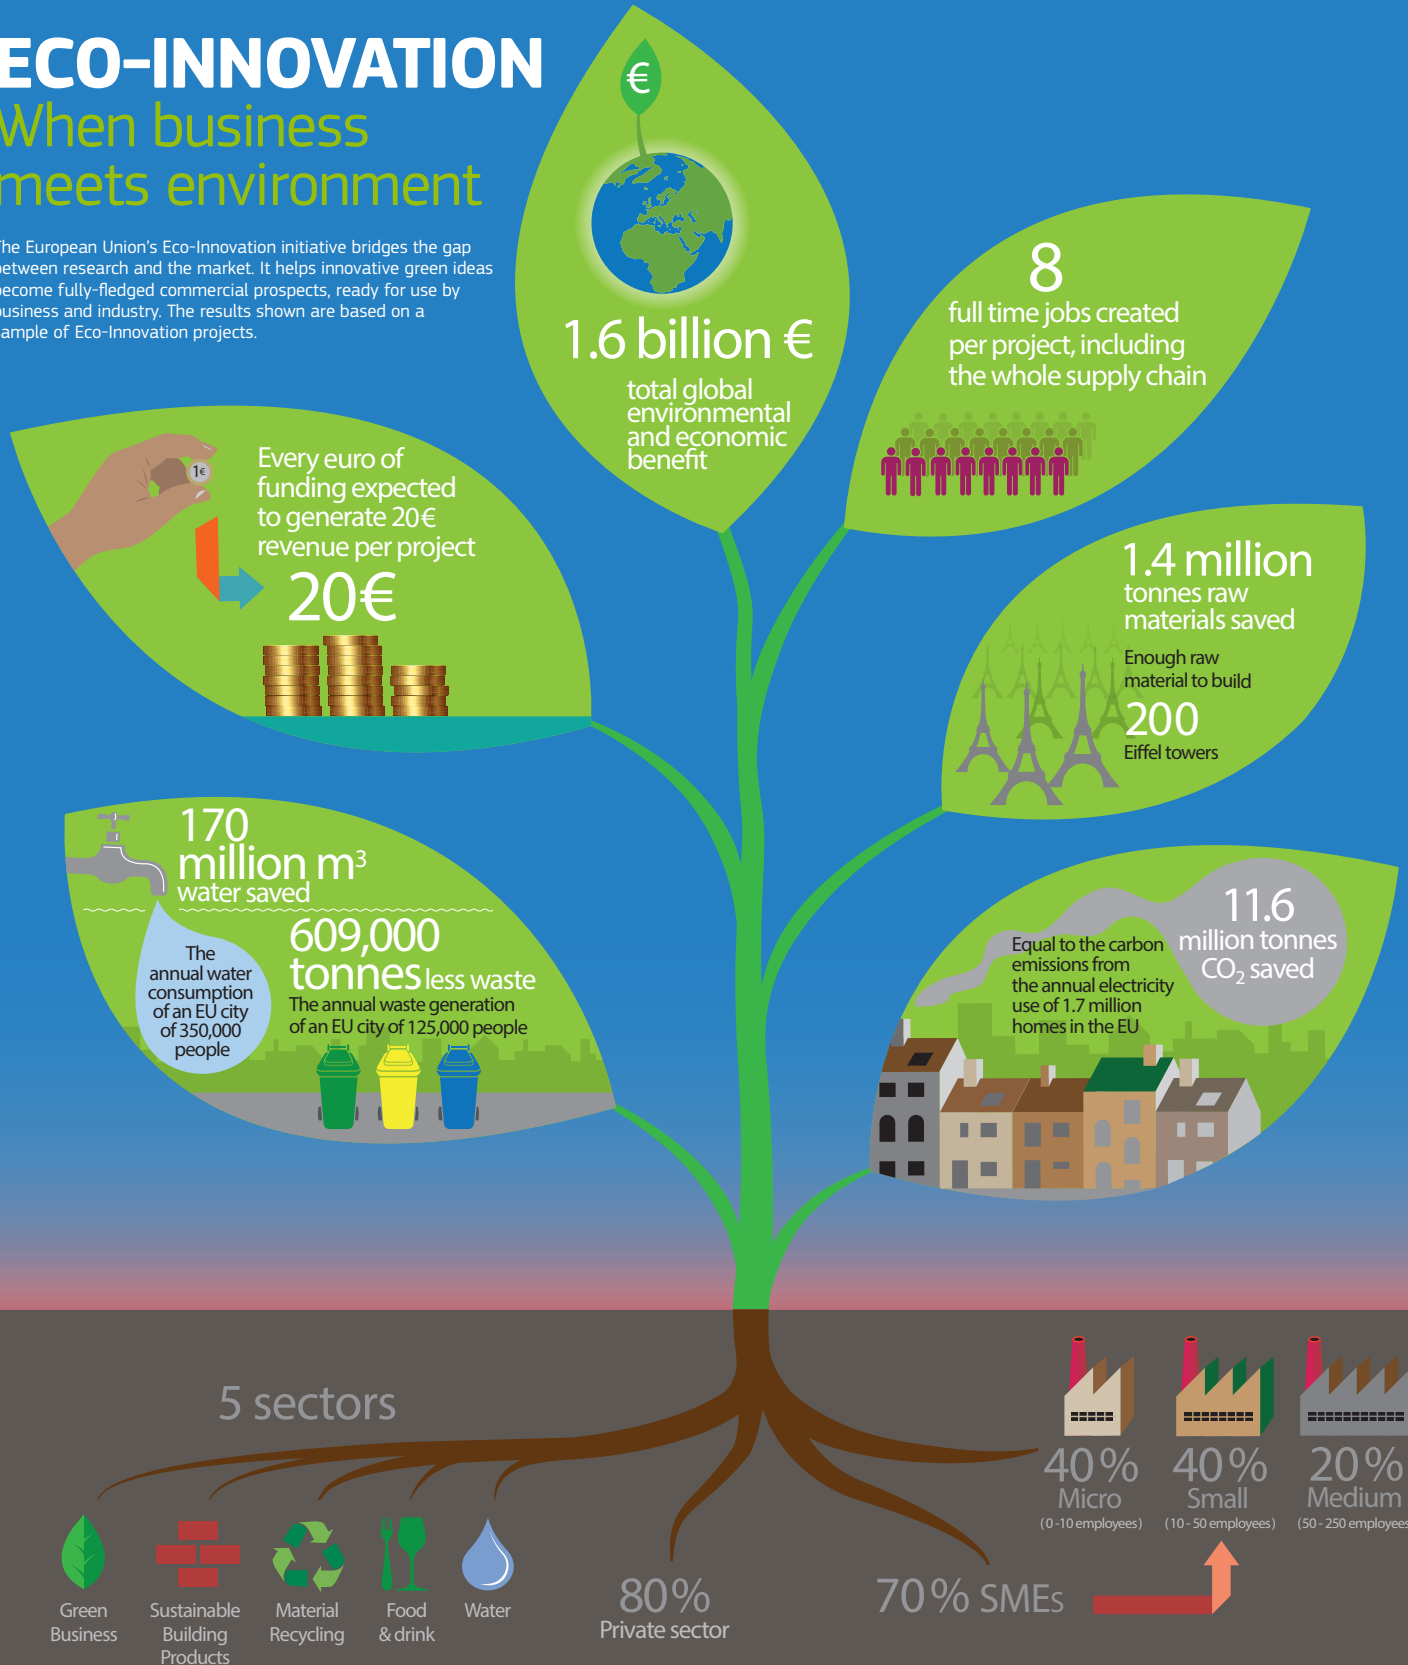 ECO-INNOVATION
When business
meets environment
The European Union's Eco-Innovation initiative bridges the gap
between research and the market. It helps innovative green ideas
become fully-fledged commercial prospects, ready for use by
business and industry. The results shown are based on a
sample of Eco-Innovation projects.
€
1.6 billion €
total global
environmental
and economic
benefit
8
full time jobs created
per project, including
the whole supply chain
1€
Every euro of
funding expected
to generate 20€
revenue per project
20€
1.4 million
tonnes raw
materials saved
Enough raw
material to build
200
Eiffel towers
170
million m³
water saved
The
annual water
consumption
of an EU city
of 350,000
people
609,000
tonnes less waste
The annual waste generation
of an EU city of 125,000 people
11.6
million tonnes
CO₂ saved
Equal to the carbon
emissions from
the annual electricity
use of 1.7 million
homes in the EU
5 sectors
Green
Business
Sustainable
Building
Products
Material
Recycling
Food
& drink
Water
80%
Private sector
70% SMEs
40%
Micro
(0-10 employees)
40%
Small
(10-50 employees)
20%
Medium
(50-250 employees